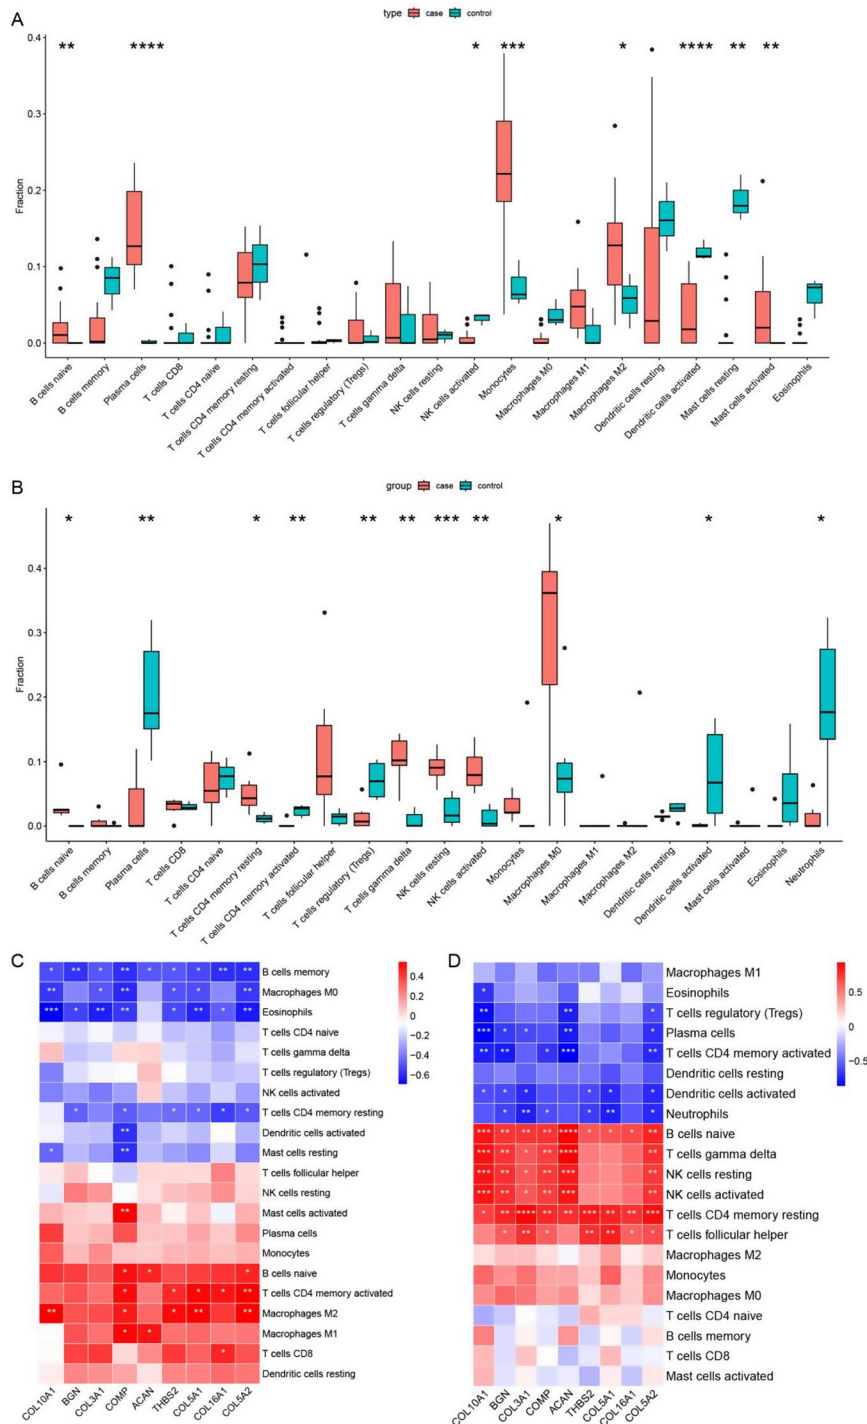 A
type case control
** **** * *** * **** ** **
0.4
0.3
0.2
0.1
0.0
Fraction
B cells naive
B cells memory
Plasma cells
T cells CD8
T cells CD4 naive
T cells CD4 memory resting
T cells CD4 memory activated
T cells follicular helper
T cells regulatory (Tregs)
T cells gamma delta
NK cells resting
NK cells activated
Monocytes
Macrophages M0
Macrophages M1
Macrophages M2
Dendritic cells resting
Dendritic cells activated
Mast cells resting
Mast cells activated
Eosinophils
B
group case control
* ** * ** ** ** *** ** * * *
0.4
0.3
0.2
0.1
0.0
Fraction
B cells naive
B cells memory
Plasma cells
T cells CD8
T cells CD4 naive
T cells CD4 memory resting
T cells CD4 memory activated
T cells follicular helper
T cells regulatory (Tregs)
T cells gamma delta
NK cells resting
NK cells activated
Monocytes
Macrophages M0
Macrophages M1
Macrophages M2
Dendritic cells resting
Dendritic cells activated
Mast cells activated
Eosinophils
Neutrophils
C
* ** * ** * * * ** ** B cells memory
** * ** * * ** Macrophages M0
*** * ** ** * ** * ** Eosinophils
T cells CD4 naive
T cells gamma delta
T cells regulatory (Tregs)
NK cells activated
* * * * * * T cells CD4 memory resting
** Dendritic cells activated
* ** Mast cells resting
T cells follicular helper
NK cells resting
** Mast cells activated
Plasma cells
Monocytes
* * * B cells naive
* * * * ** T cells CD4 memory activated
** * * ** ** Macrophages M2
* * Macrophages M1
* T cells CD8
Dendritic cells resting
COL10A1
BGN
COL3A1
COMP
ACAN
THBS2
COL5A1
COL16A1
COL5A2
0.4
0.2
0
−0.2
−0.4
−0.6
D
Macrophages M1
* Eosinophils
** ** * T cells regulatory (Tregs)
*** * * ** * Plasma cells
** ** * *** ** T cells CD4 memory activated
Dendritic cells resting
* * * * * Dendritic cells activated
* ** * * ** * Neutrophils
*** ** ** ** **** * * * ** B cells naive
*** ** * ** **** ** T cells gamma delta
*** ** * ** *** ** NK cells resting
*** ** * ** *** ** NK cells activated
* ** **** ** ** *** ** ** *** T cells CD4 memory resting
* ** * ** ** * * T cells follicular helper
Macrophages M2
Monocytes
Macrophages M0
T cells CD4 naive
B cells memory
T cells CD8
Mast cells activated
COL10A1
BGN
COL3A1
COMP
ACAN
THBS2
COL5A1
COL16A1
COL5A2
0.5
0
−0.5